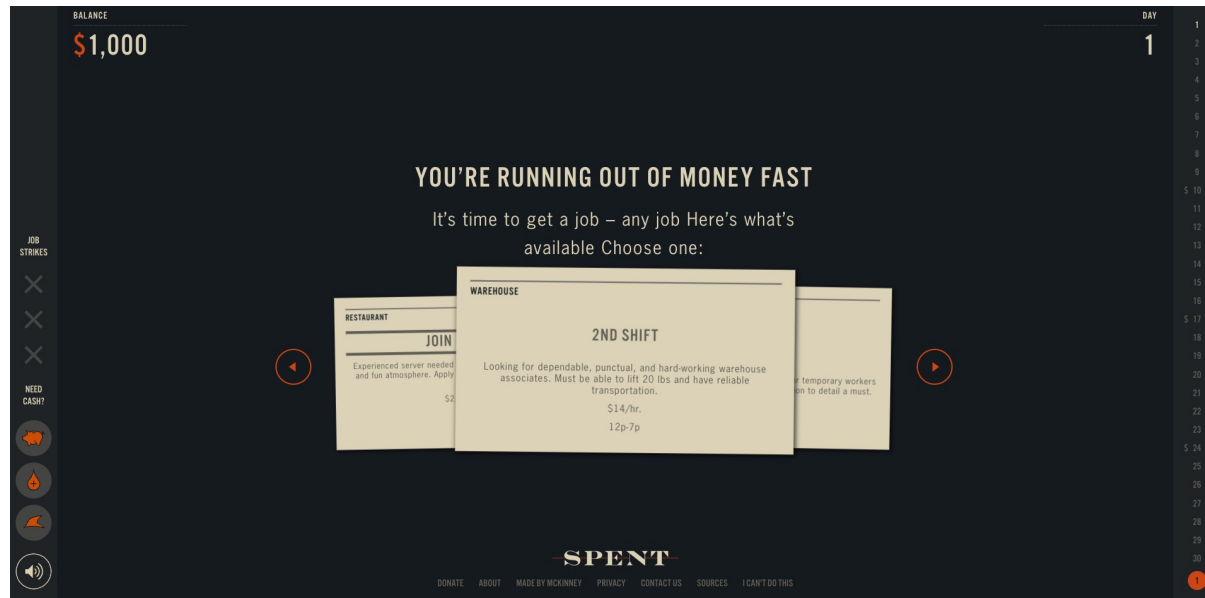 BALANCE
$1,000
DAY
1
YOU'RE RUNNING OUT OF MONEY FAST
It's time to get a job – any job Here's what's
available Choose one:
JOB
STRIKES
NEED
CASH?
RESTAURANT
JOIN
Experienced server needed
and fun atmosphere. Apply
$2
WAREHOUSE
2ND SHIFT
Looking for dependable, punctual, and hard-working warehouse
associates. Must be able to lift 20 lbs and have reliable
transportation.
$14/hr.
12p-7p
temporary workers
on to detail a must.
SPENT
DONATE ABOUT MADE BY MCKINNEY PRIVACY CONTACT US SOURCES I CAN'T DO THIS
1
2
3
4
5
6
7
8
9
$ 10
11
12
13
14
15
16
$ 17
18
19
20
21
22
23
$ 24
25
26
27
28
29
30
1